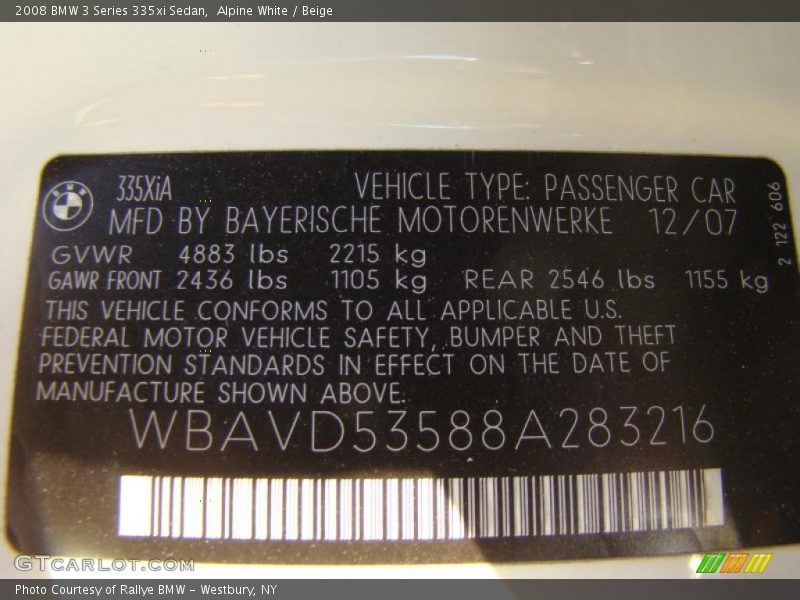 2008 BMW 3 Series 335xi Sedan, Alpine White / Beige
BMW
335XiA VEHICLE TYPE: PASSENGER CAR
MFD BY BAYERISCHE MOTORENWERKE 12/07
2 122 606
GVWR 4883 lbs 2215 kg
GAWR FRONT 2436 lbs 1105 kg REAR 2546 lbs 1155 kg
THIS VEHICLE CONFORMS TO ALL APPLICABLE U.S.
FEDERAL MOTOR VEHICLE SAFETY, BUMPER AND THEFT
PREVENTION STANDARDS IN EFFECT ON THE DATE OF
MANUFACTURE SHOWN ABOVE.
WBAVD53588A283216
GTCARLOT.COM
Photo Courtesy of Rallye BMW - Westbury, NY